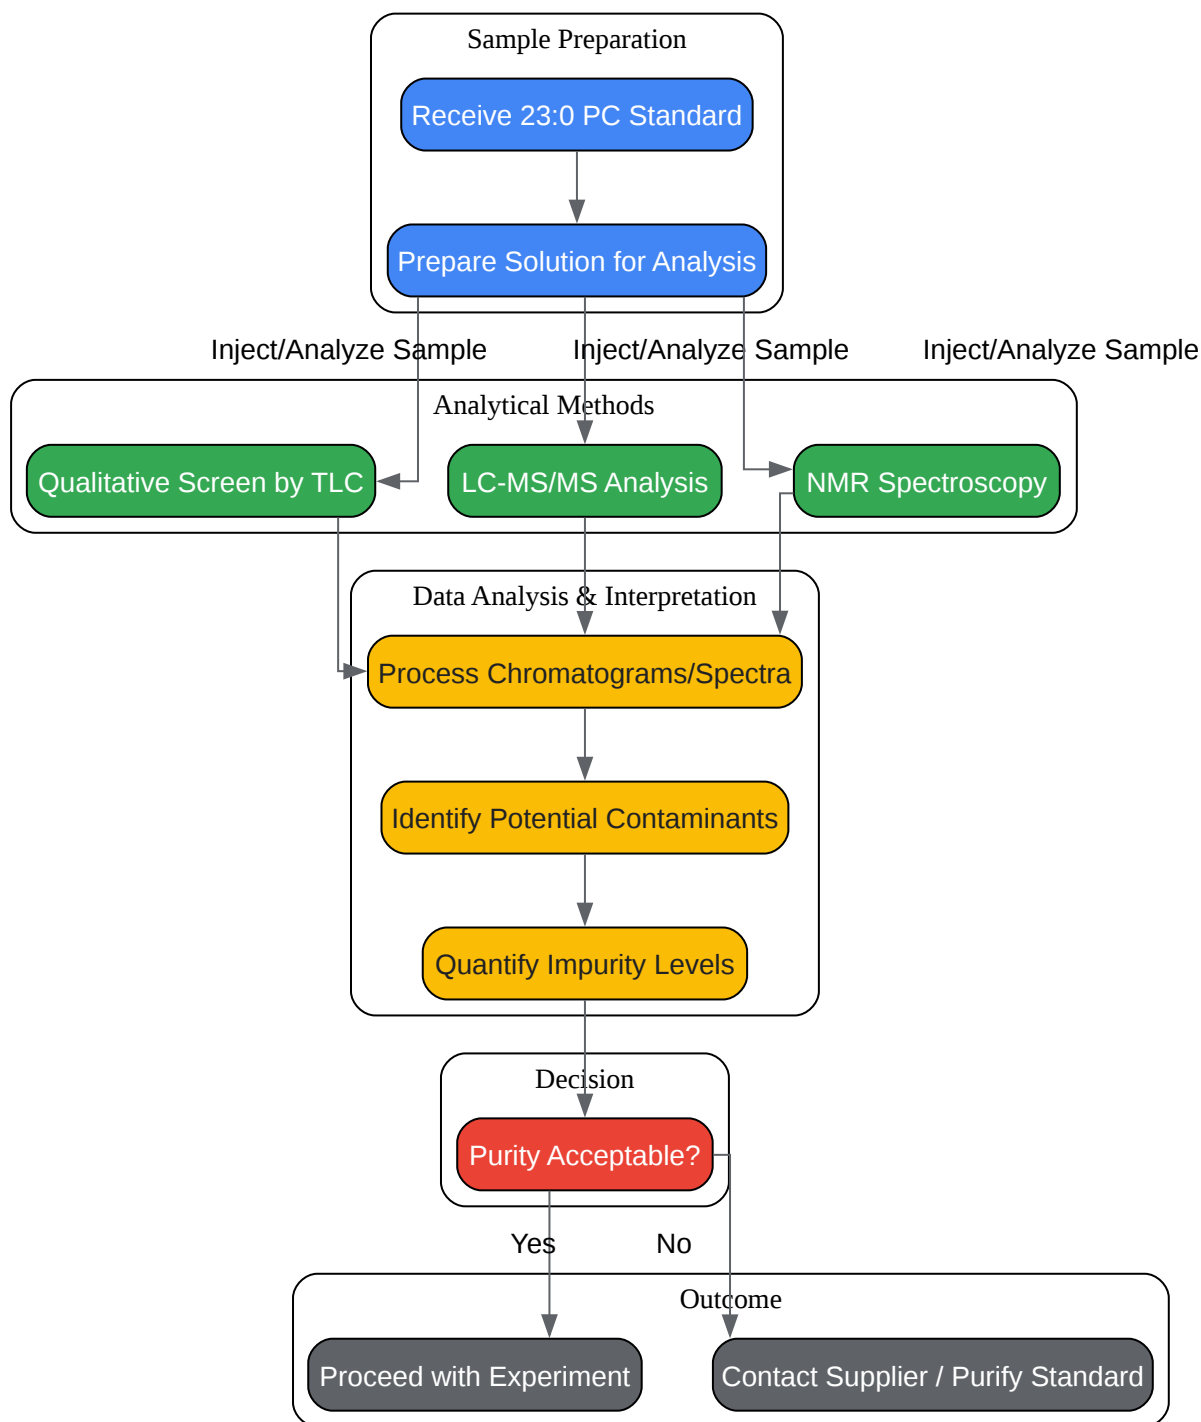 Sample Preparation
Receive 23:0 PC Standard
Prepare Solution for Analysis
Inject/Analyze Sample
Inject/Analyze Sample
Inject/Analyze Sample
Analytical Methods
Qualitative Screen by TLC
LC-MS/MS Analysis
NMR Spectroscopy
Data Analysis & Interpretation
Process Chromatograms/Spectra
Identify Potential Contaminants
Quantify Impurity Levels
Decision
Purity Acceptable?
Yes
No
Outcome
Proceed with Experiment
Contact Supplier / Purify Standard